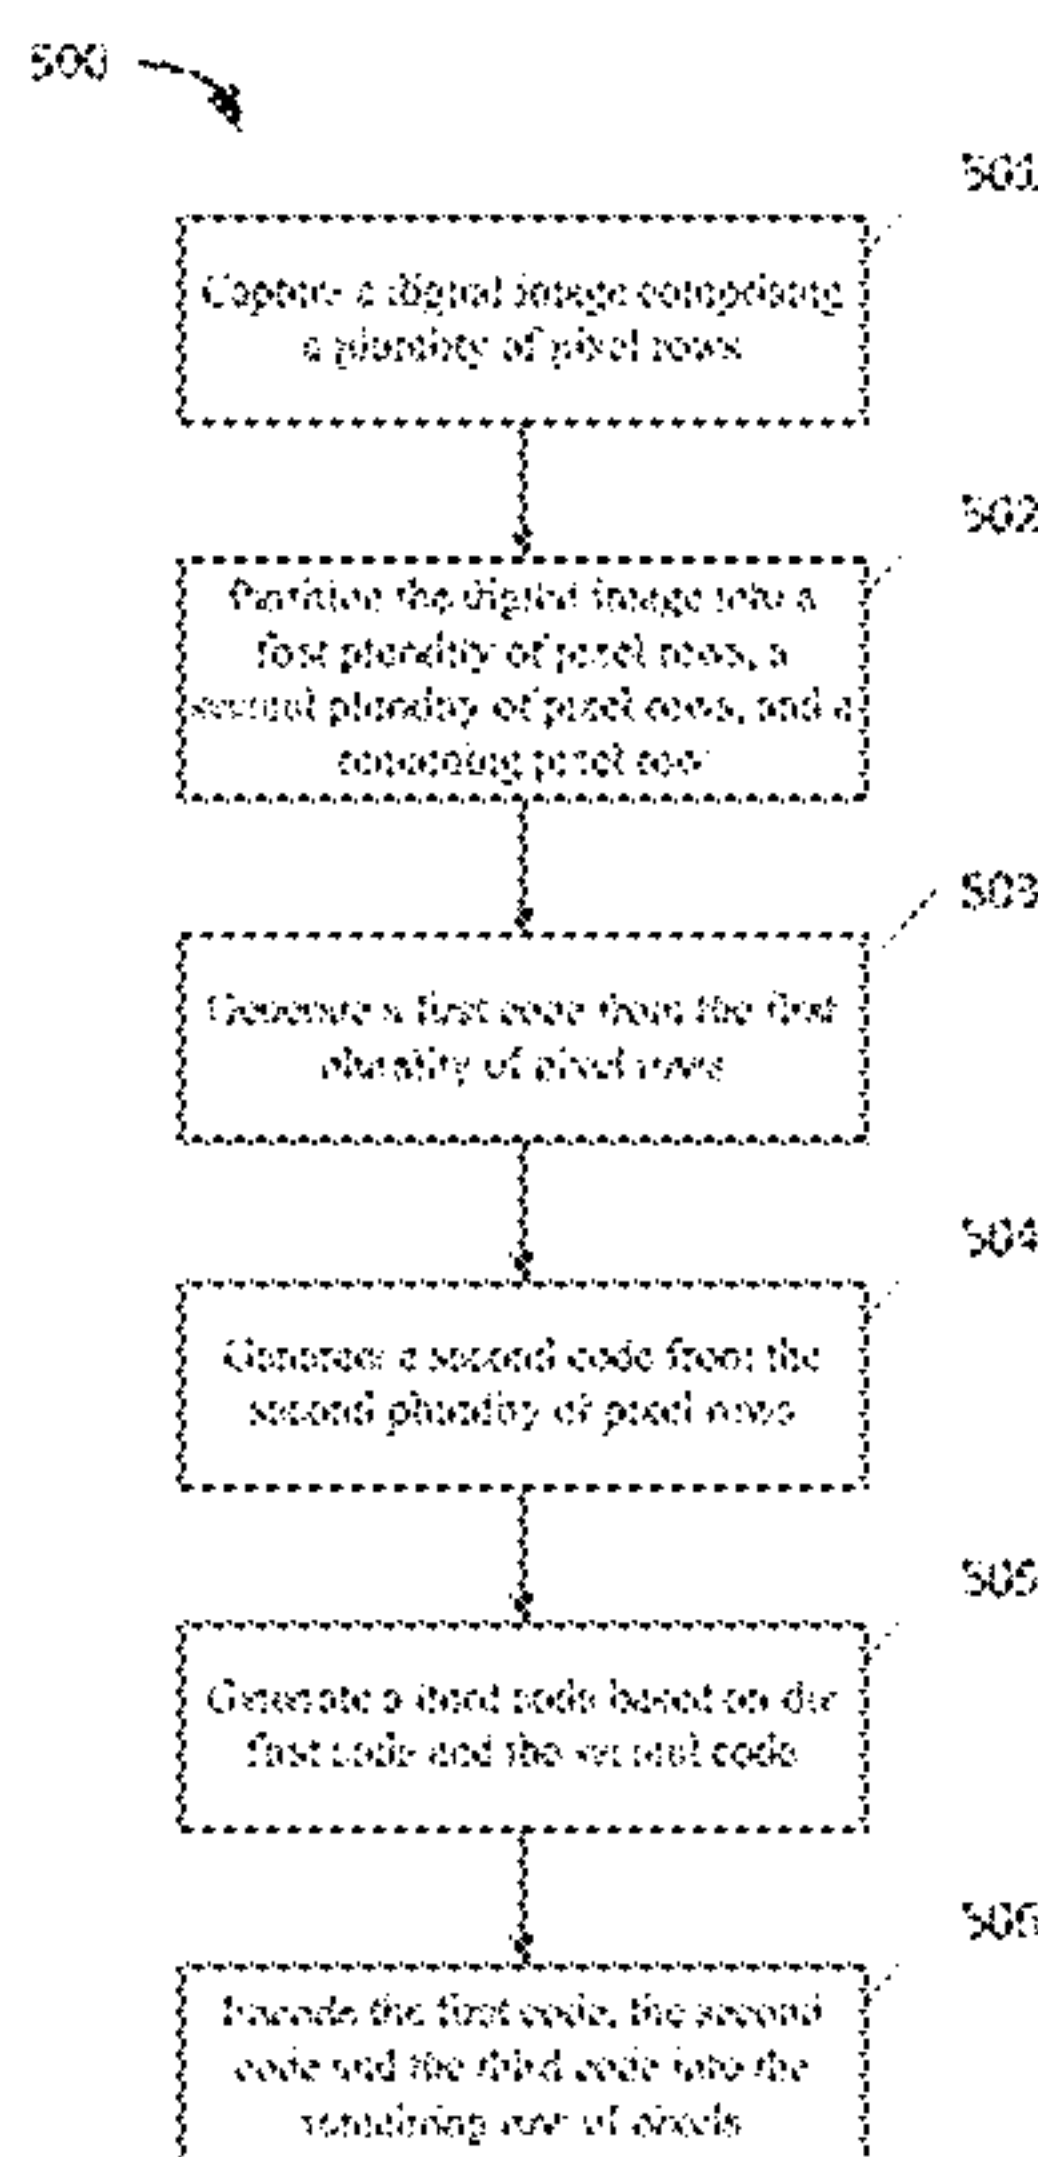 500
501
Capture a digital image comprising
a plurality of pixel rows
502
Partition the digital image into a
first plurality of pixel rows, a
second plurality of pixel rows, and a
remaining pixel row
503
Generate a first code from the first
plurality of pixel rows
504
Generate a second code from the
second plurality of pixel rows
505
Generate a third code based on the
first code and the second code
506
Encode the first code, the second
code and the third code into the
remaining row of pixels